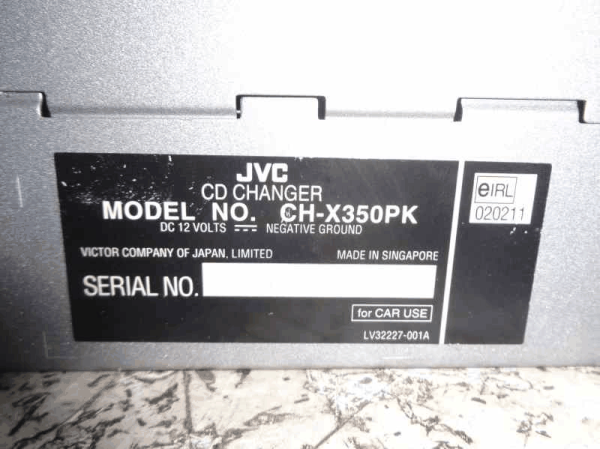 JVC
CD CHANGER
MODEL NO. CH-X350PK
DC 12 VOLTS ⎓ NEGATIVE GROUND
VICTOR COMPANY OF JAPAN, LIMITED MADE IN SINGAPORE
SERIAL NO.
for CAR USE
LV32227-001A
eIRL
020211